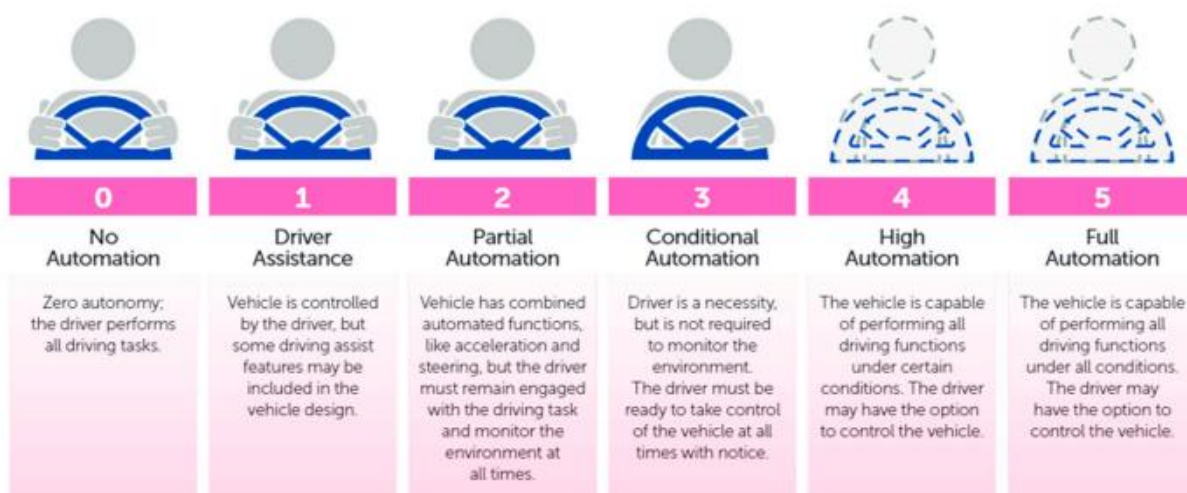 0
No
Automation
Zero autonomy;
the driver performs
all driving tasks.
1
Driver
Assistance
Vehicle is controlled
by the driver, but
some driving assist
features may be
included in the
vehicle design.
2
Partial
Automation
Vehicle has combined
automated functions,
like acceleration and
steering, but the driver
must remain engaged
with the driving task
and monitor the
environment at
all times.
3
Conditional
Automation
Driver is a necessity,
but is not required
to monitor the
environment.
The driver must be
ready to take control
of the vehicle at all
times with notice.
4
High
Automation
The vehicle is capable
of performing all
driving functions
under certain
conditions. The driver
may have the option
to control the vehicle.
5
Full
Automation
The vehicle is capable
of performing all
driving functions
under all conditions.
The driver may
have the option to
control the vehicle.